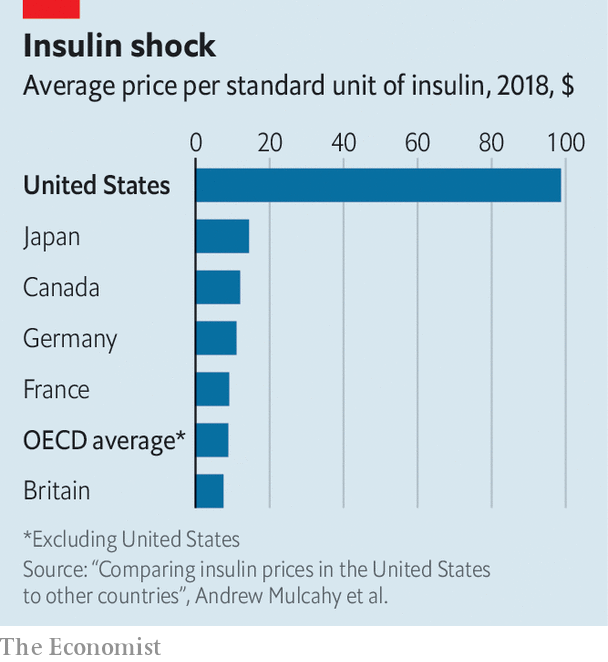 Insulin shock
Average price per standard unit of insulin, 2018, $
0 20 40 60 80 100
United States
Japan
Canada
Germany
France
OECD average*
Britain
*Excluding United States
Source: “Comparing insulin prices in the United States
to other countries”, Andrew Mulcahy et al.
The Economist